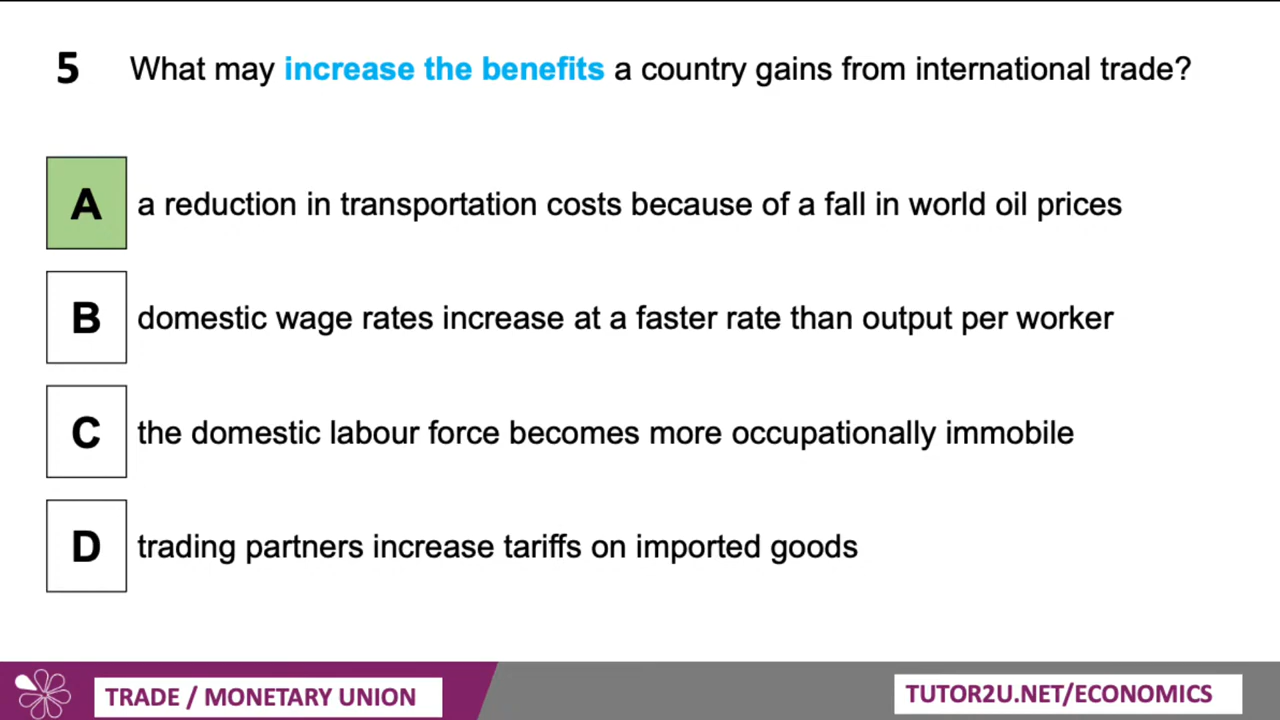 5 What may increase the benefits a country gains from international trade?
A a reduction in transportation costs because of a fall in world oil prices
B domestic wage rates increase at a faster rate than output per worker
C the domestic labour force becomes more occupationally immobile
D trading partners increase tariffs on imported goods
TRADE / MONETARY UNION
TUTOR2U.NET/ECONOMICS